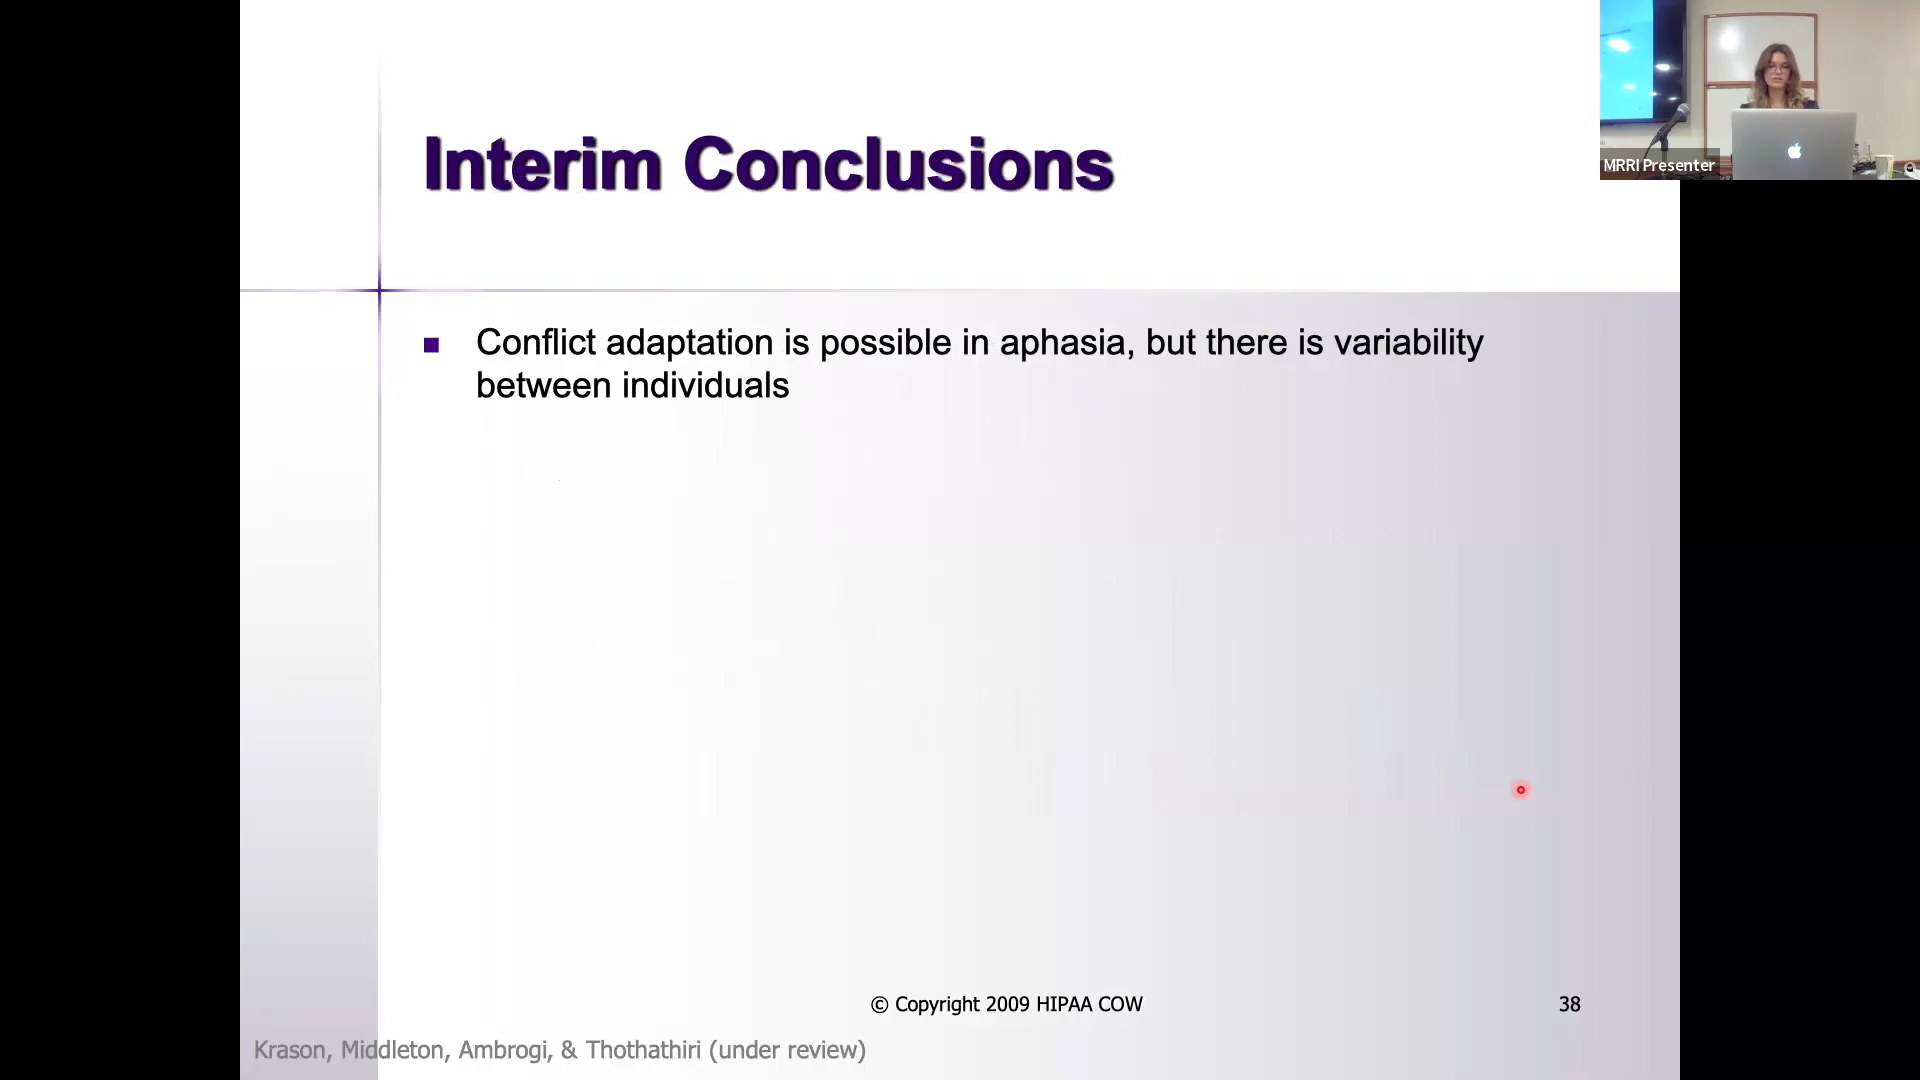 Interim Conclusions
MRRI Presenter
Conflict adaptation is possible in aphasia, but there is variability
between individuals
© Copyright 2009 HIPAA COW
38
Krason, Middleton, Ambrogi, & Thothathiri (under review)